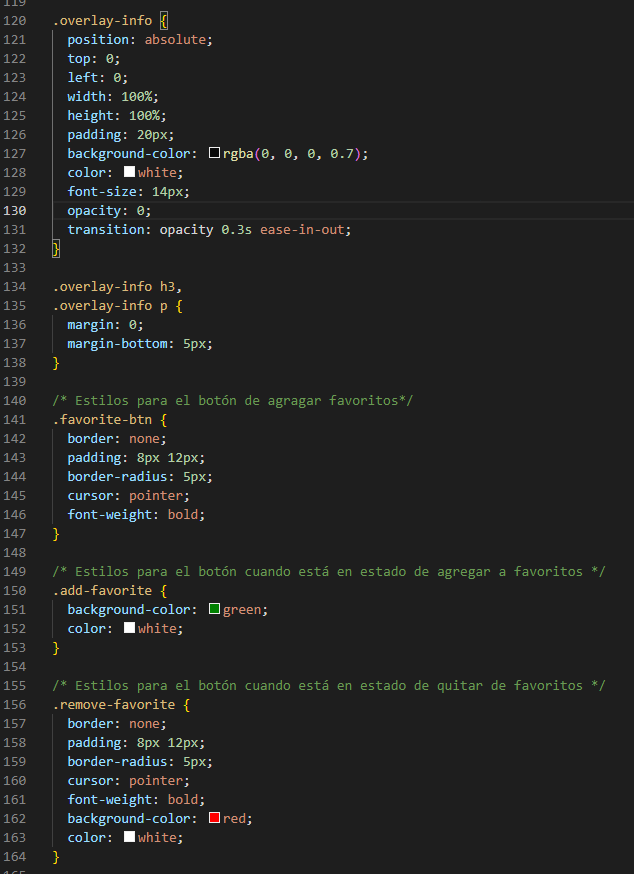 119
120 .overlay-info {
121 position: absolute;
122 top: 0;
123 left: 0;
124 width: 100%;
125 height: 100%;
126 padding: 20px;
127 background-color: rgba(0, 0, 0, 0.7);
128 color: white;
129 font-size: 14px;
130 opacity: 0;
131 transition: opacity 0.3s ease-in-out;
132 }
133
134 .overlay-info h3,
135 .overlay-info p {
136 margin: 0;
137 margin-bottom: 5px;
138 }
139
140 /* Estilos para el botón de agragar favoritos*/
141 .favorite-btn {
142 border: none;
143 padding: 8px 12px;
144 border-radius: 5px;
145 cursor: pointer;
146 font-weight: bold;
147 }
148
149 /* Estilos para el botón cuando está en estado de agregar a favoritos */
150 .add-favorite {
151 background-color: green;
152 color: white;
153 }
154
155 /* Estilos para el botón cuando está en estado de quitar de favoritos */
156 .remove-favorite {
157 border: none;
158 padding: 8px 12px;
159 border-radius: 5px;
160 cursor: pointer;
161 font-weight: bold;
162 background-color: red;
163 color: white;
164 }